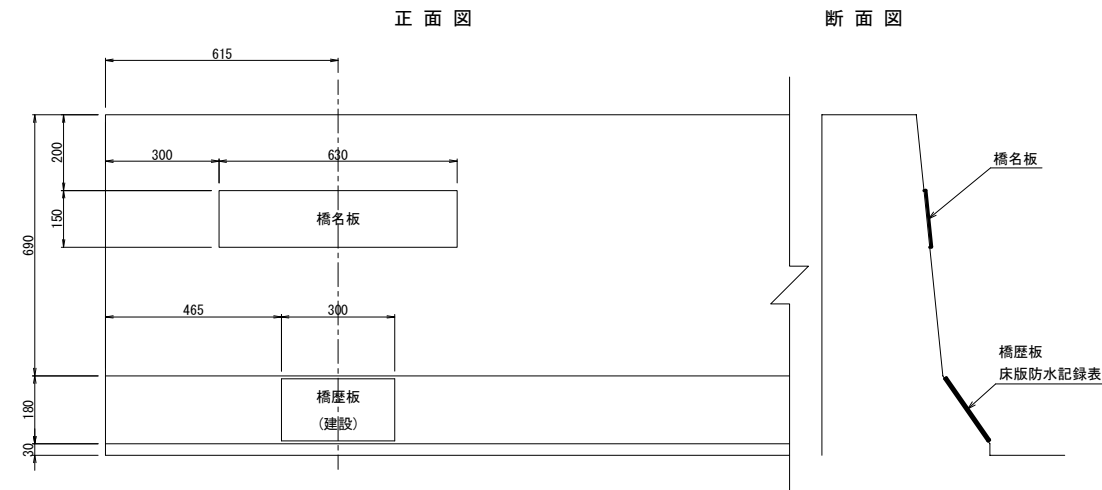 正面図
断面図
615
200
300
630
橋名板
橋名板
150
690
465
300
橋歴板
床版防水記録表
橋歴板
(建設)
180
30